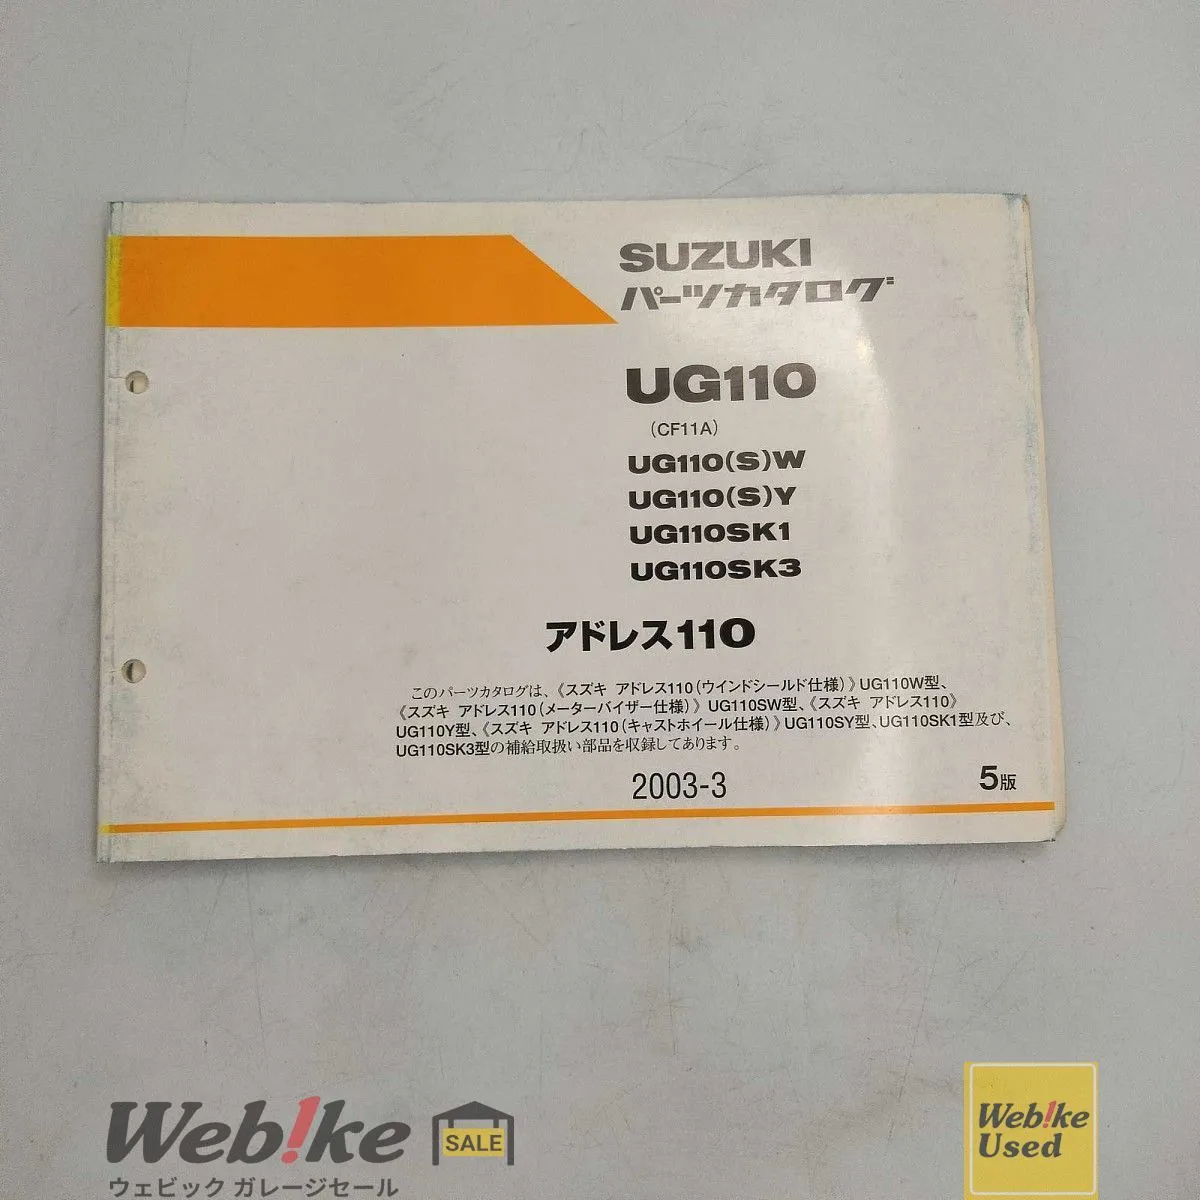 SUZUKI
パーツカタログ
UG110
(CF11A)
UG110(S)W
UG110(S)Y
UG110SK1
UG110SK3
アドレス110
このパーツカタログは、《スズキ アドレス110(ウインドシールド仕様)》UG110W型、
《スズキ アドレス110(メーターバイザー仕様)》UG110SW型、《スズキ アドレス110》
UG110Y型、《スズキ アドレス110(キャストホイール仕様)》UG110SY型、UG110SK1型及び、
UG110SK3型の補給取扱い部品を収録してあります。
2003-3
5版
Web!ke
SALE
ウェビック ガレージセール
Web!ke
Used